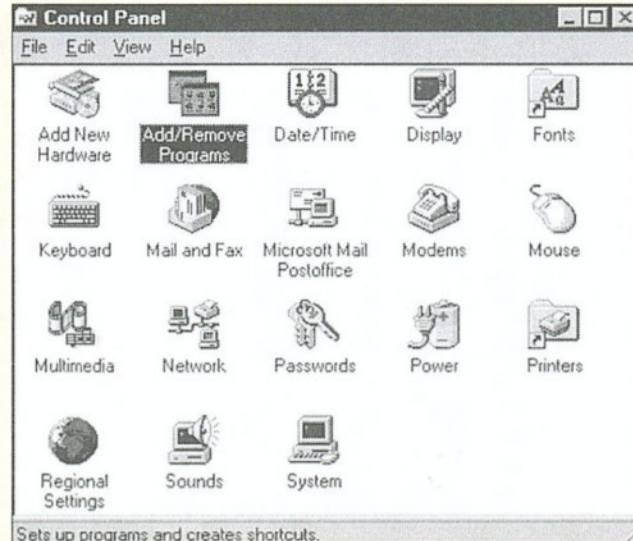 Control Panel
File Edit View Help
Add New
Hardware
Add/Remove
Programs
Date/Time
Display
Fonts
Keyboard
Mail and Fax
Microsoft Mail
Postoffice
Modems
Mouse
Multimedia
Network
Passwords
Power
Printers
Regional
Settings
Sounds
System
Sets up programs and creates shortcuts.